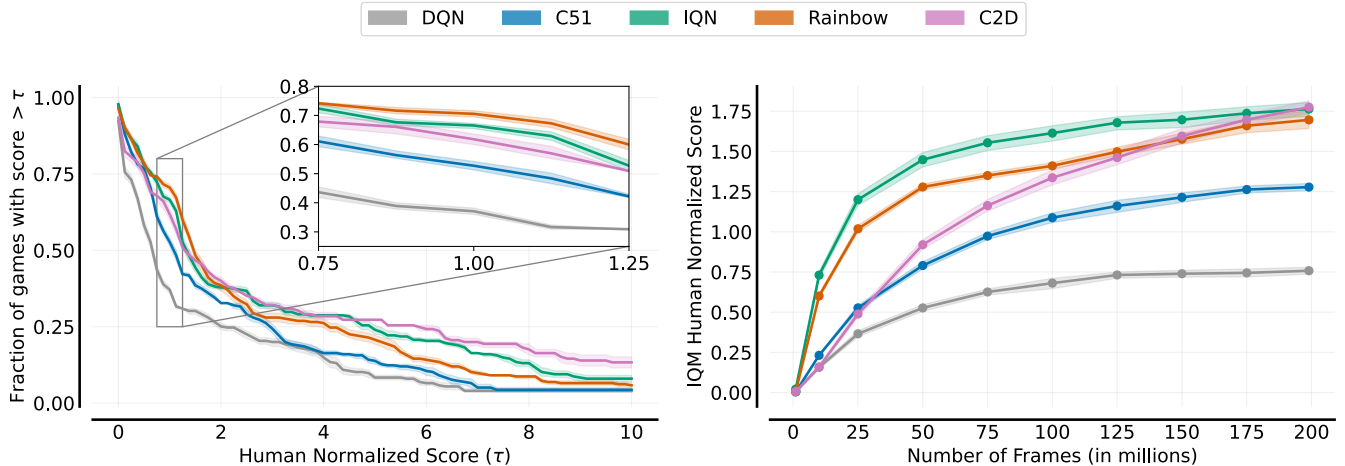 DQN C51 IQN Rainbow C2D
Fraction of games with score > τ
1.00
0.75
0.50
0.25
0.00
0 2 4 6 8 10
Human Normalized Score (τ)
0.8
0.7
0.6
0.5
0.4
0.3
0.75 1.00 1.25
IQM Human Normalized Score
1.75
1.50
1.25
1.00
0.75
0.50
0.25
0.00
0 25 50 75 100 125 150 175 200
Number of Frames (in millions)